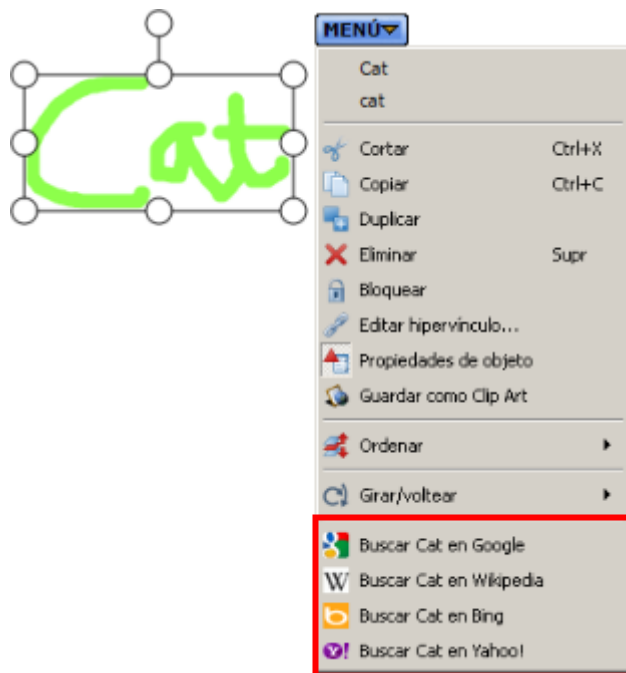 Cat
MENÚ
Cat
cat
Cortar Ctrl+X
Copiar Ctrl+C
Duplicar
Eliminar Supr
Bloquear
Editar hipervínculo...
Propiedades de objeto
Guardar como Clip Art
Ordenar
Girar/voltear
Buscar Cat en Google
W Buscar Cat en Wikipedia
Buscar Cat en Bing
Y! Buscar Cat en Yahoo!